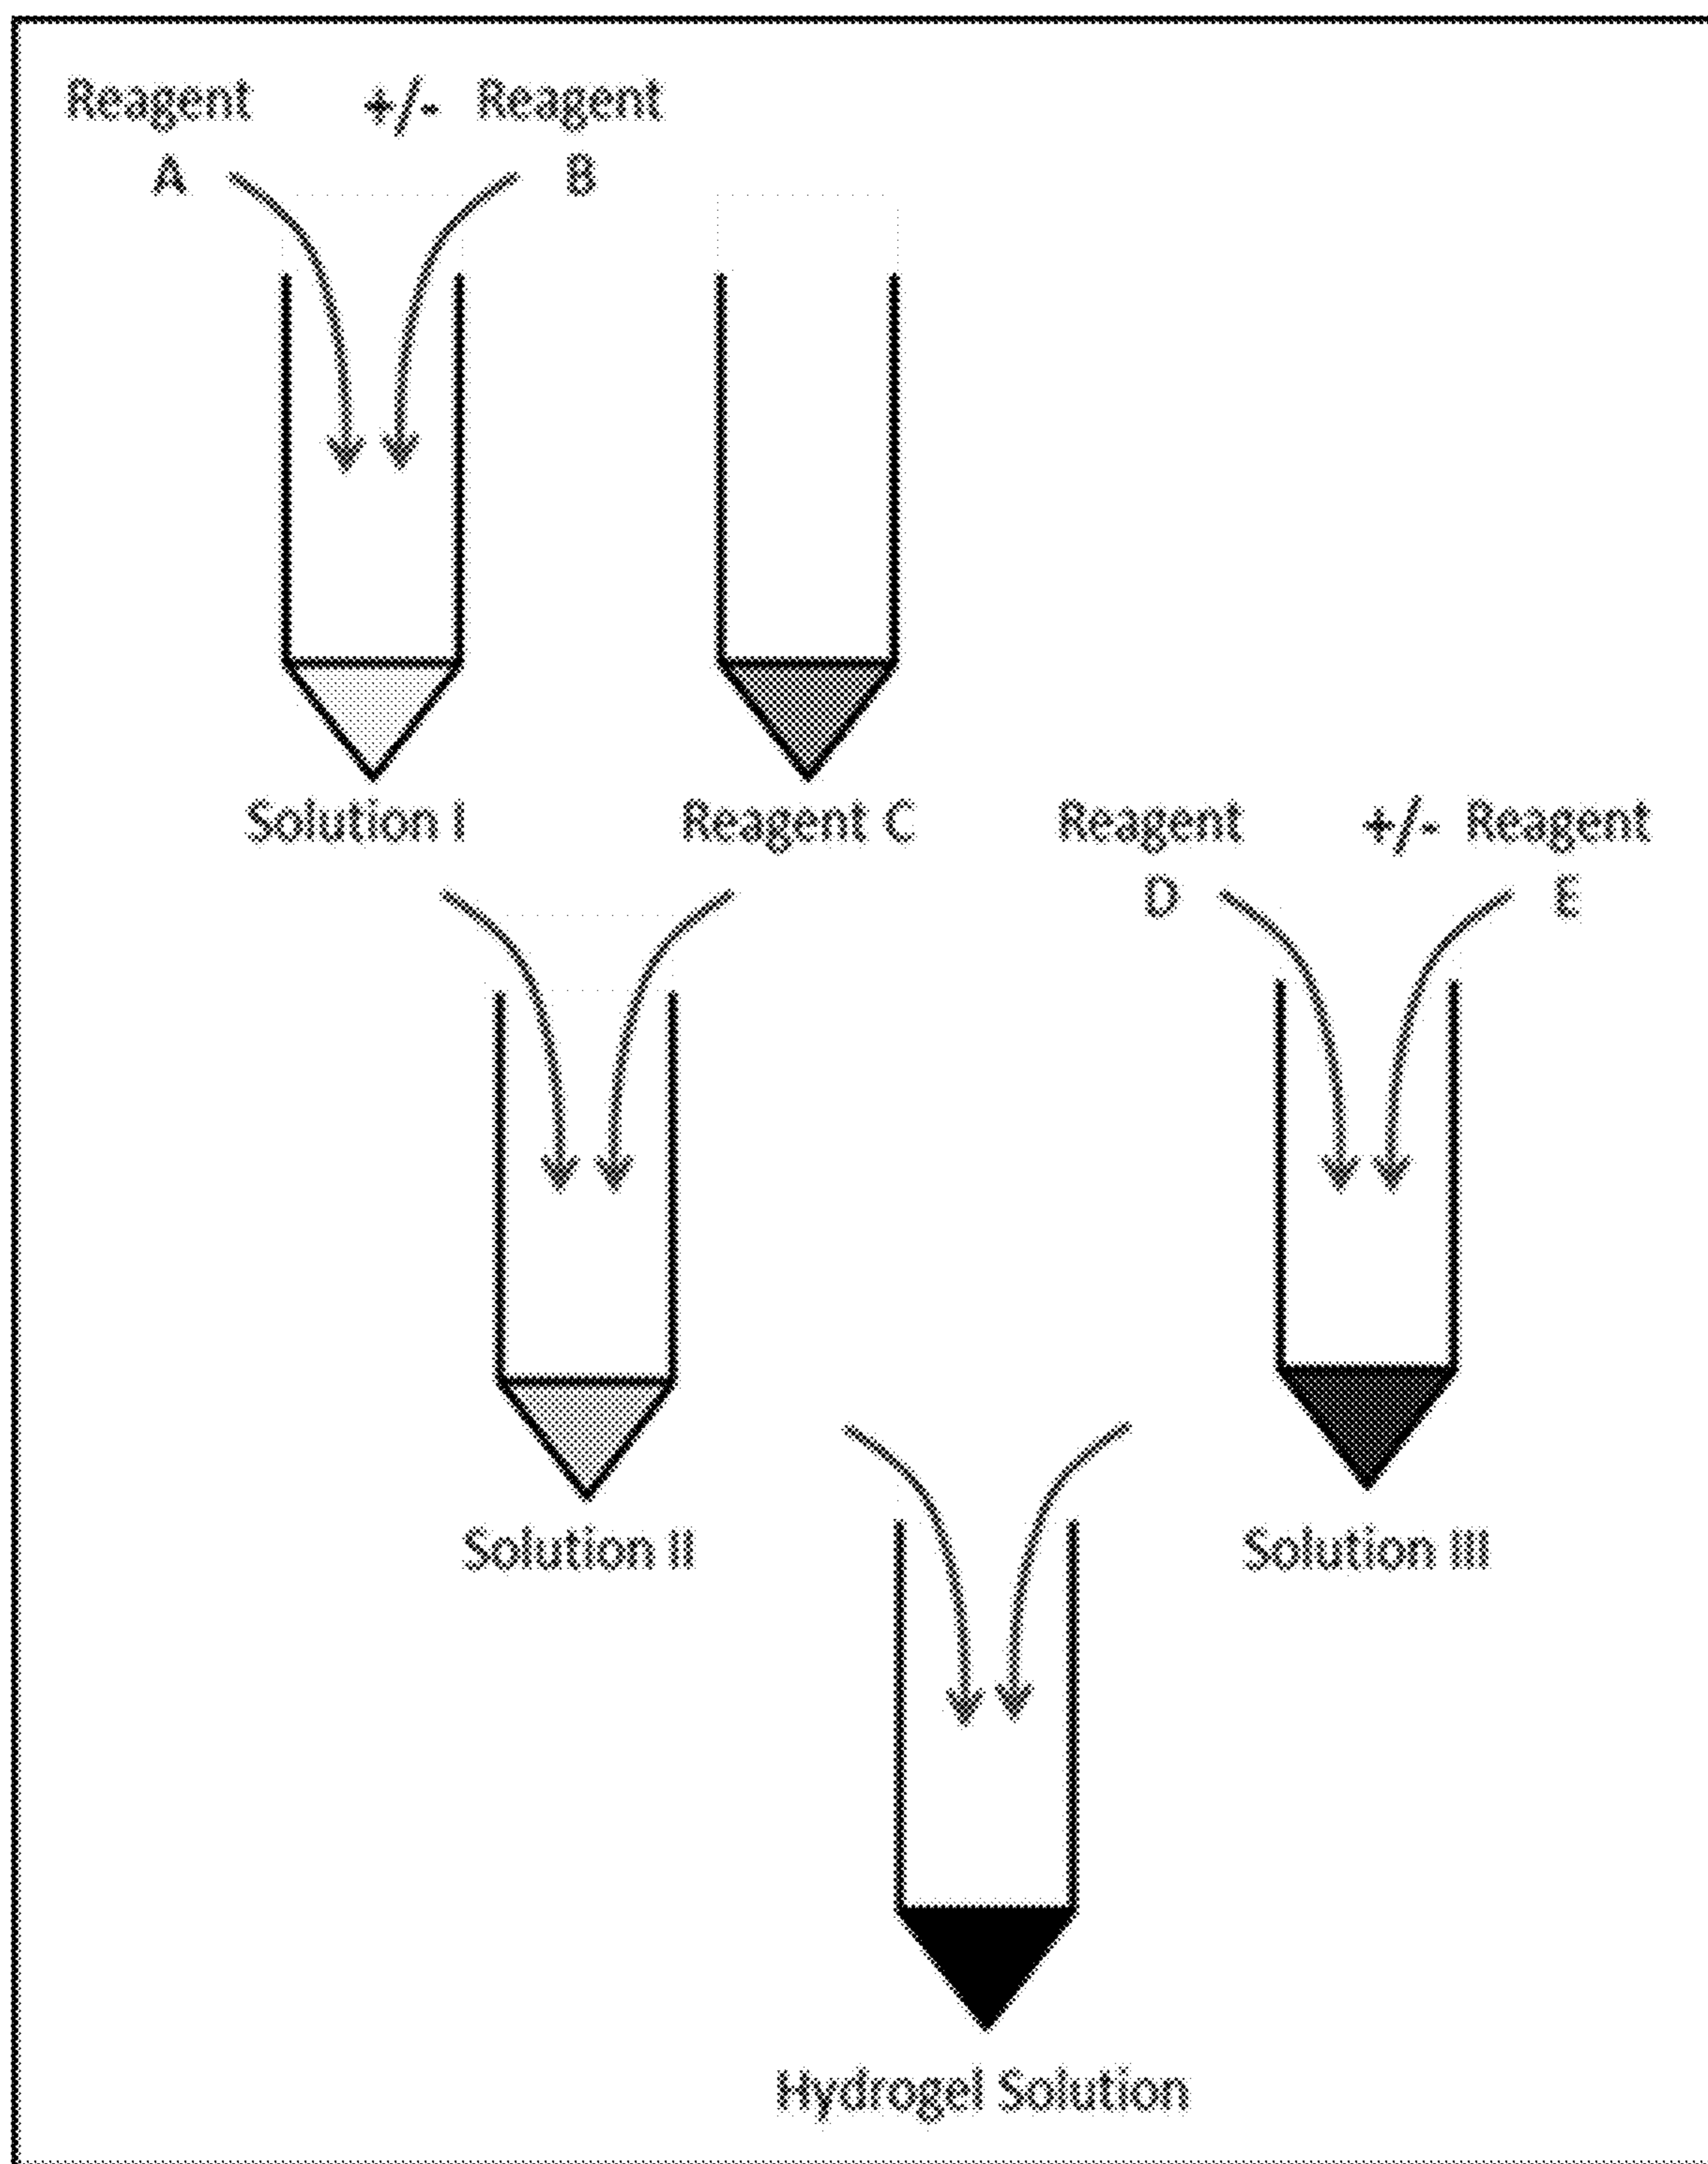 Reagent +/- Reagent
A B
Solution I Reagent C Reagent +/- Reagent
D E
Solution II Solution III
Hydrogel Solution